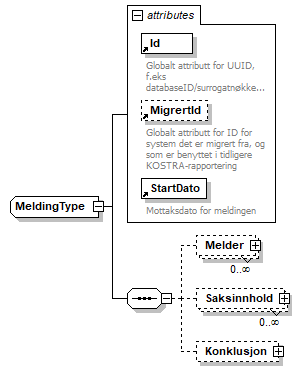 attributes
Id
Globalt attributt for UUID,
f.eks
databaseID/surrogatnøkke...
MigrertId
Globalt attributt for ID for
system det er migrert fra, og
som er benyttet i tidligere
KOSTRA-rapportering
StartDato
Mottaksdato for meldingen
MeldingType
Melder
0..∞
Saksinnhold
0..∞
Konklusjon